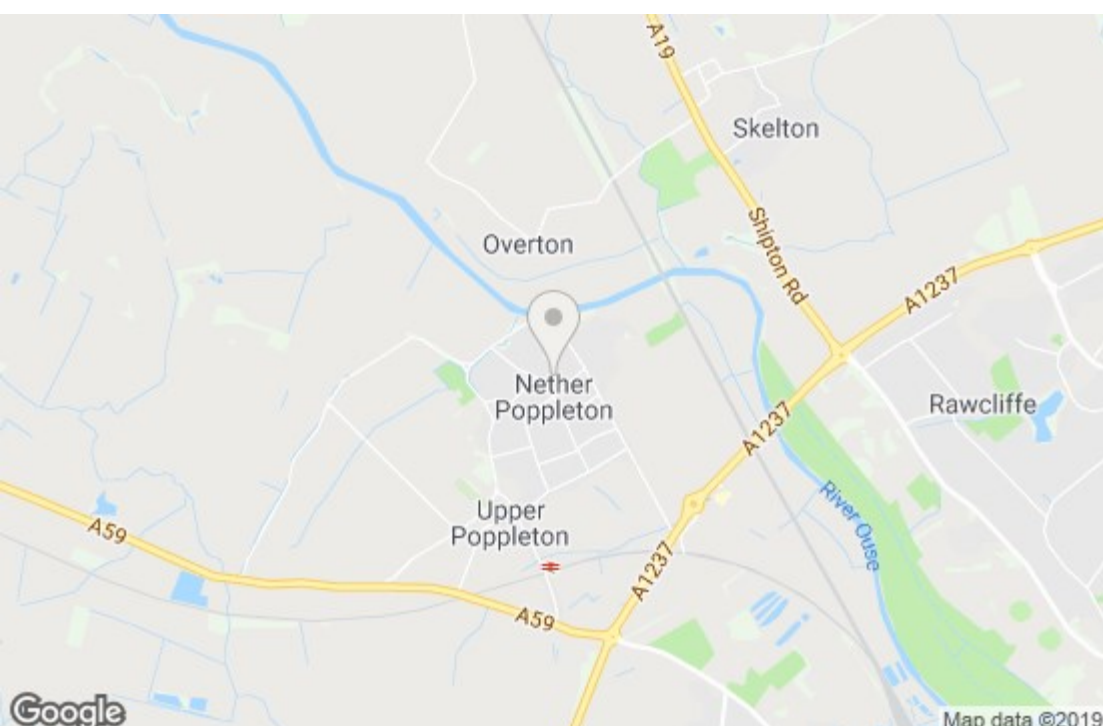 A19
Skelton
Shipton Rd
Overton
A1237
Nether
Poppleton
Rawcliffe
A1237
Upper
Poppleton
River Ouse
A59
A1237
A59
Google
Map data ©2019